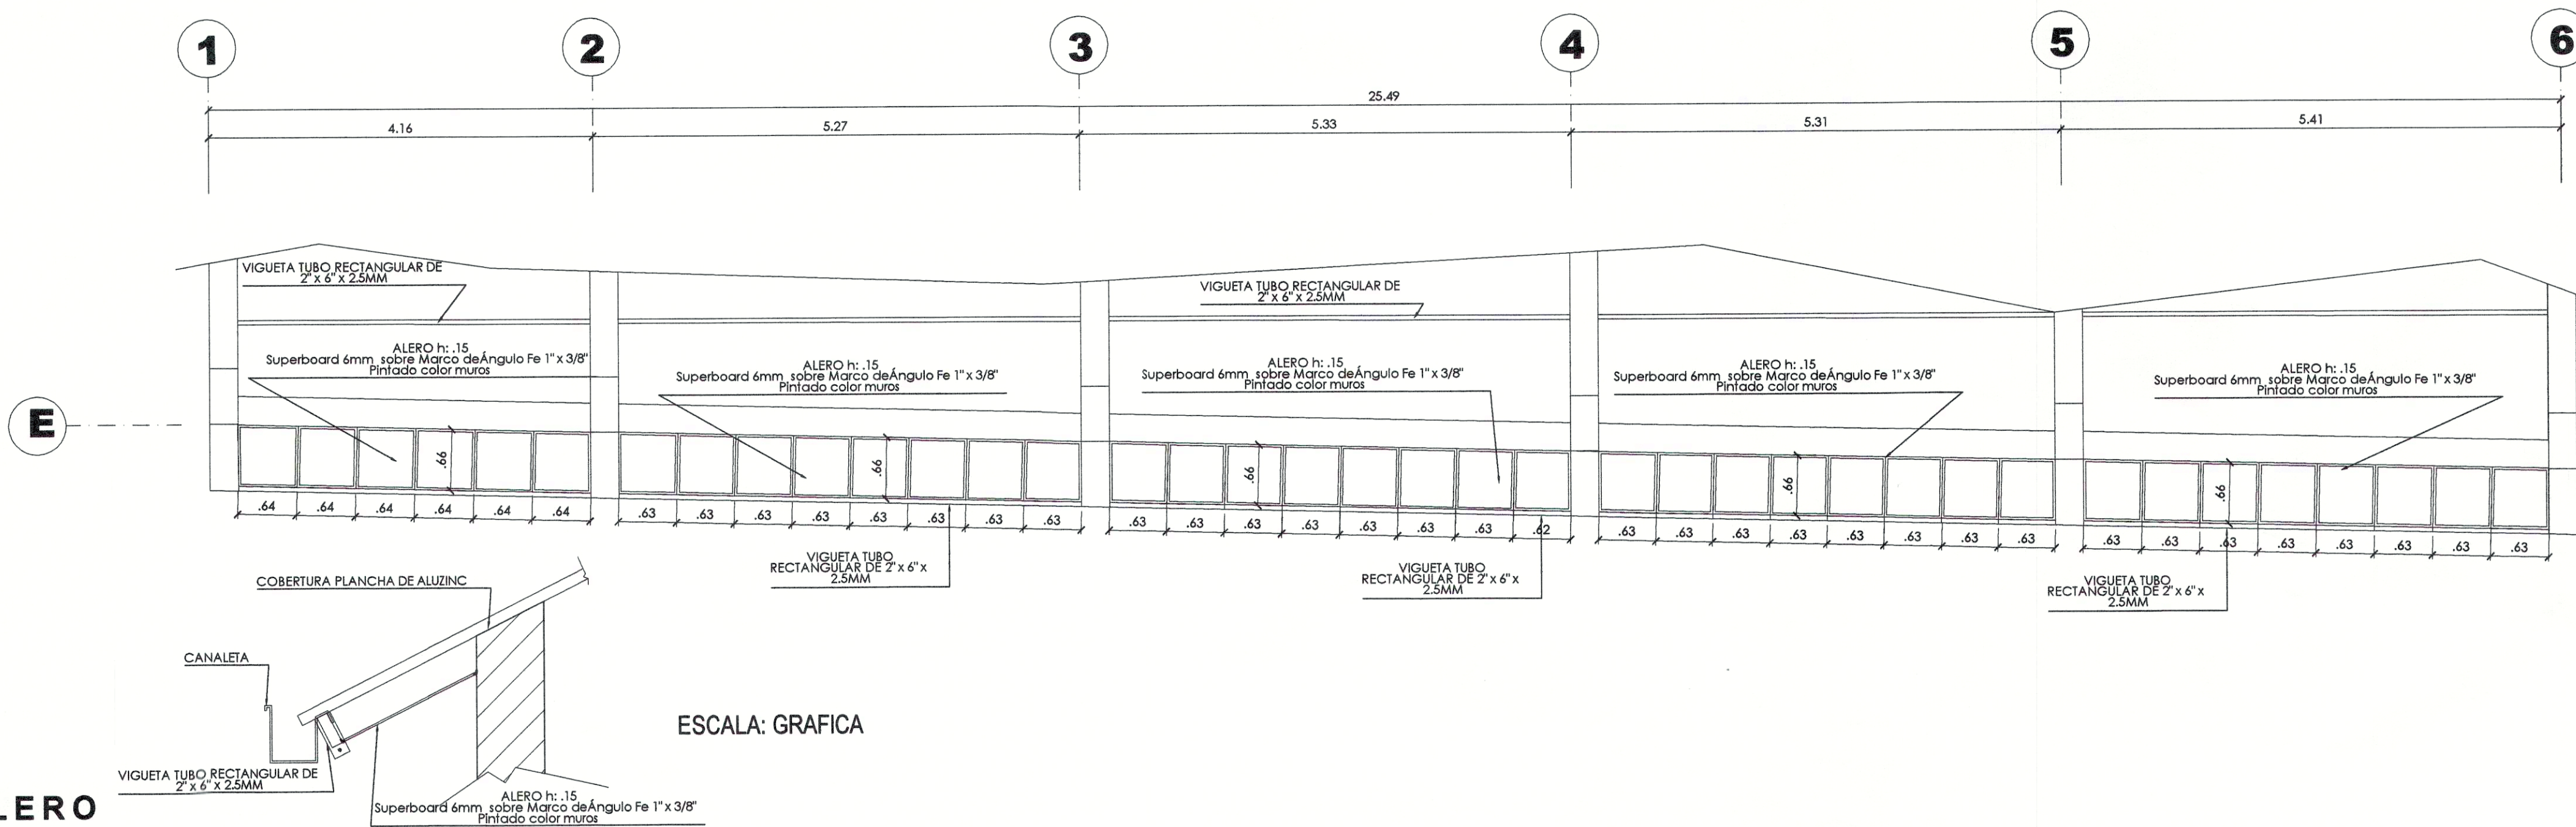 1 2 3 4 5 6
25.49
4.16 5.27 5.33 5.31 5.41
VIGUETA TUBO RECTANGULAR DE
2" x 6" x 2.5MM
VIGUETA TUBO RECTANGULAR DE
2" x 6" x 2.5MM
ALERO h: .15
Superboard 6mm sobre Marco deÁngulo Fe 1" x 3/8"
Pintado color muros
ALERO h: .15
Superboard 6mm sobre Marco deÁngulo Fe 1" x 3/8"
Pintado color muros
ALERO h: .15
Superboard 6mm sobre Marco deÁngulo Fe 1" x 3/8"
Pintado color muros
ALERO h: .15
Superboard 6mm sobre Marco deÁngulo Fe 1" x 3/8"
Pintado color muros
ALERO h: .15
Superboard 6mm sobre Marco deÁngulo Fe 1" x 3/8"
Pintado color muros
E
.66 .66 .66 .66 .66
.64 .64 .64 .64 .64 .64
.63 .63 .63 .63 .63 .63 .63 .63
.63 .63 .63 .63 .63 .63 .63 .62
.63 .63 .63 .63 .63 .63 .63 .63
.63 .63 .63 .63 .63 .63 .63 .63
VIGUETA TUBO
RECTANGULAR DE 2" x 6" x
2.5MM
VIGUETA TUBO
RECTANGULAR DE 2" x 6" x
2.5MM
VIGUETA TUBO
RECTANGULAR DE 2" x 6" x
2.5MM
COBERTURA PLANCHA DE ALUZINC
CANALETA
ESCALA: GRAFICA
VIGUETA TUBO RECTANGULAR DE
2" x 6" x 2.5MM
LERO
ALERO h: .15
Superboard 6mm sobre Marco deÁngulo Fe 1" x 3/8"
Pintado color muros